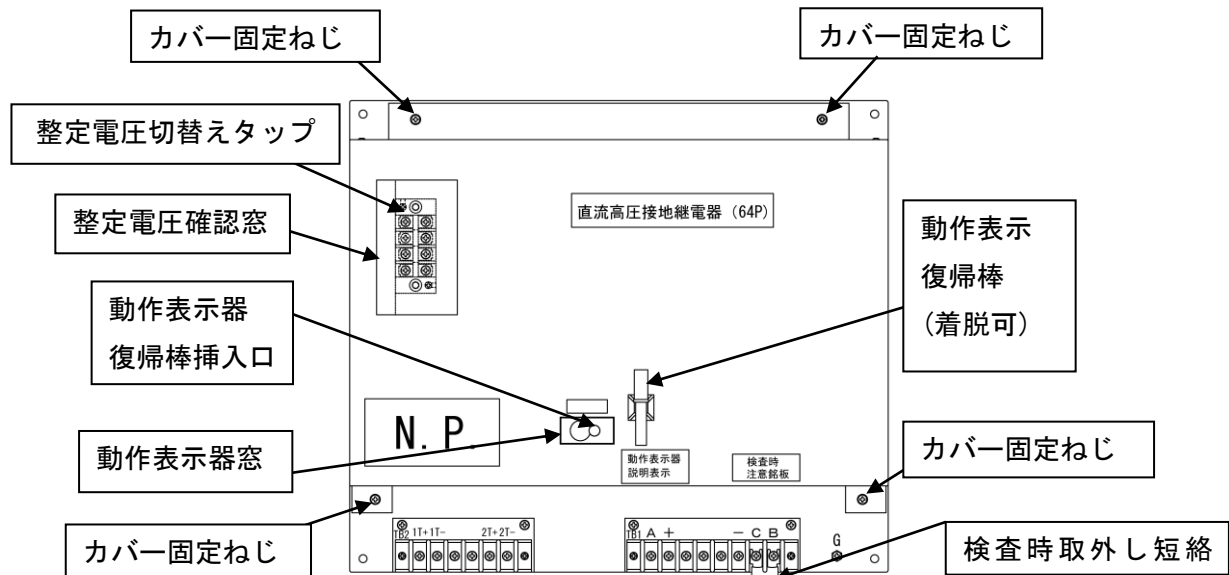 カバー固定ねじ
カバー固定ねじ
整定電圧切替えタップ
整定電圧確認窓
直流高圧接地継電器（64P）
動作表示
復帰棒
（着脱可）
動作表示器
復帰棒挿入口
N.P.
動作表示器窓
動作表示器
説明表示
検査時
注意銘板
カバー固定ねじ
カバー固定ねじ
TB2 1T+1T- 2T+2T-
TB1 A + - C B
G
検査時取外し短絡